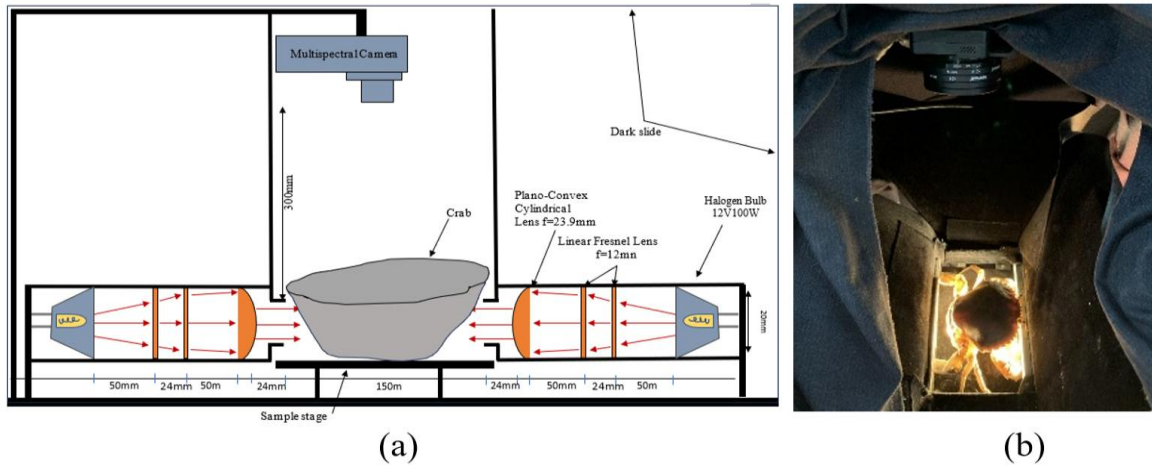 Multispectral Camera
Dark slide
300mm
Plano-Convex
Cylindrical
Lens f=23.9mm
Halogen Bulb
12V100W
Crab
Linear Fresnel Lens
f=12mn
20mm
50mm
24mm
50m
24mm
150m
24mm
50mm
24mm
50m
Sample stage
(a)
(b)